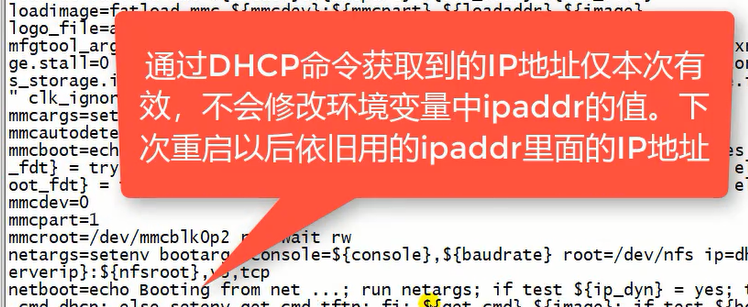 loadimage=fatload mmc ${mmcdev}:${mmcpart} ${loadaddr} ${image}
logo_file=a
mfgtool_arg
ge.stall=0
s_storage.i
" clk_ignor
mmcargs=set
mmcautodete
mmcboot=echo
_fdt} = try
oot_fdt} =
mmcdev=0
mmcpart=1
mmcroot=/dev/mmcblk0p2 wait rw
netargs=setenv bootargs console=${console},${baudrate} root=/dev/nfs ip=dh
erverip}:${nfsroot},v3,tcp
netboot=echo Booting from net ...; run netargs; if test ${ip_dyn} = yes;
cmd dhcp; else setenv get_cmd tftp; fi; ${get_cmd} ${image}; if test
通过DHCP命令获取到的IP地址仅本次有
效，不会修改环境变量中ipaddr的值。下
次重启以后依旧用的ipaddr里面的IP地址